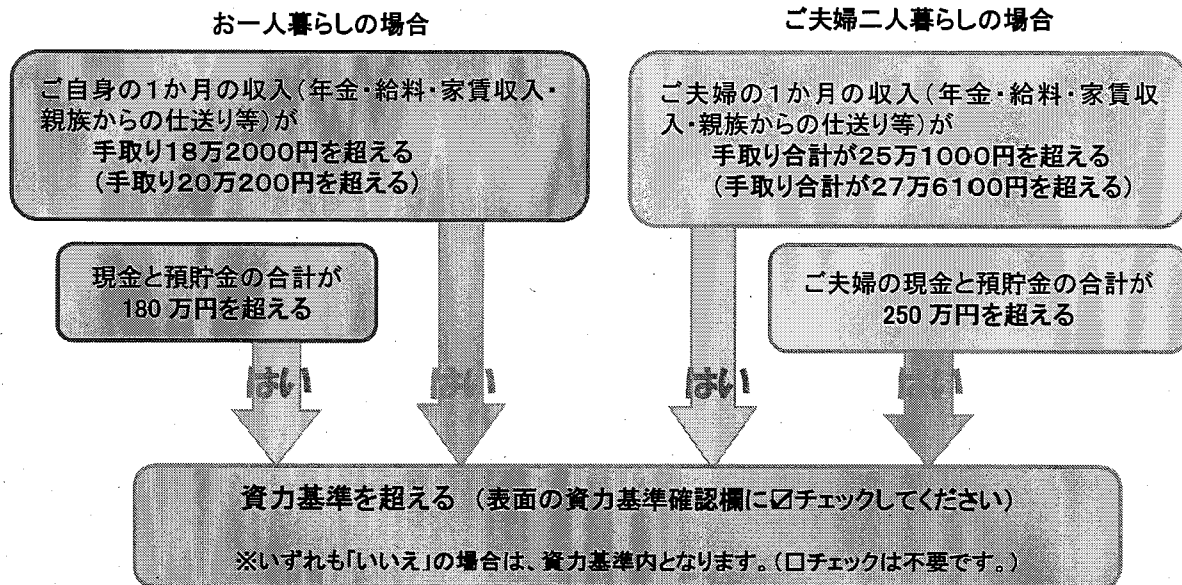 お一人暮らしの場合
ご自身の1か月の収入(年金・給料・家賃収入・
親族からの仕送り等)が
手取り18万2000円を超える
(手取り20万200円を超える)
現金と預貯金の合計が
180万円を超える
はい
はい
ご夫婦二人暮らしの場合
ご夫婦の1か月の収入(年金・給料・家賃収
入・親族からの仕送り等)が
手取り合計が25万1000円を超える
(手取り合計が27万6100円を超える)
ご夫婦の現金と預貯金の合計が
250万円を超える
はい
はい
資力基準を超える (表面の資力基準確認欄に☑チェックしてください)
※いずれも「いいえ」の場合は、資力基準内となります。(□チェックは不要です。)